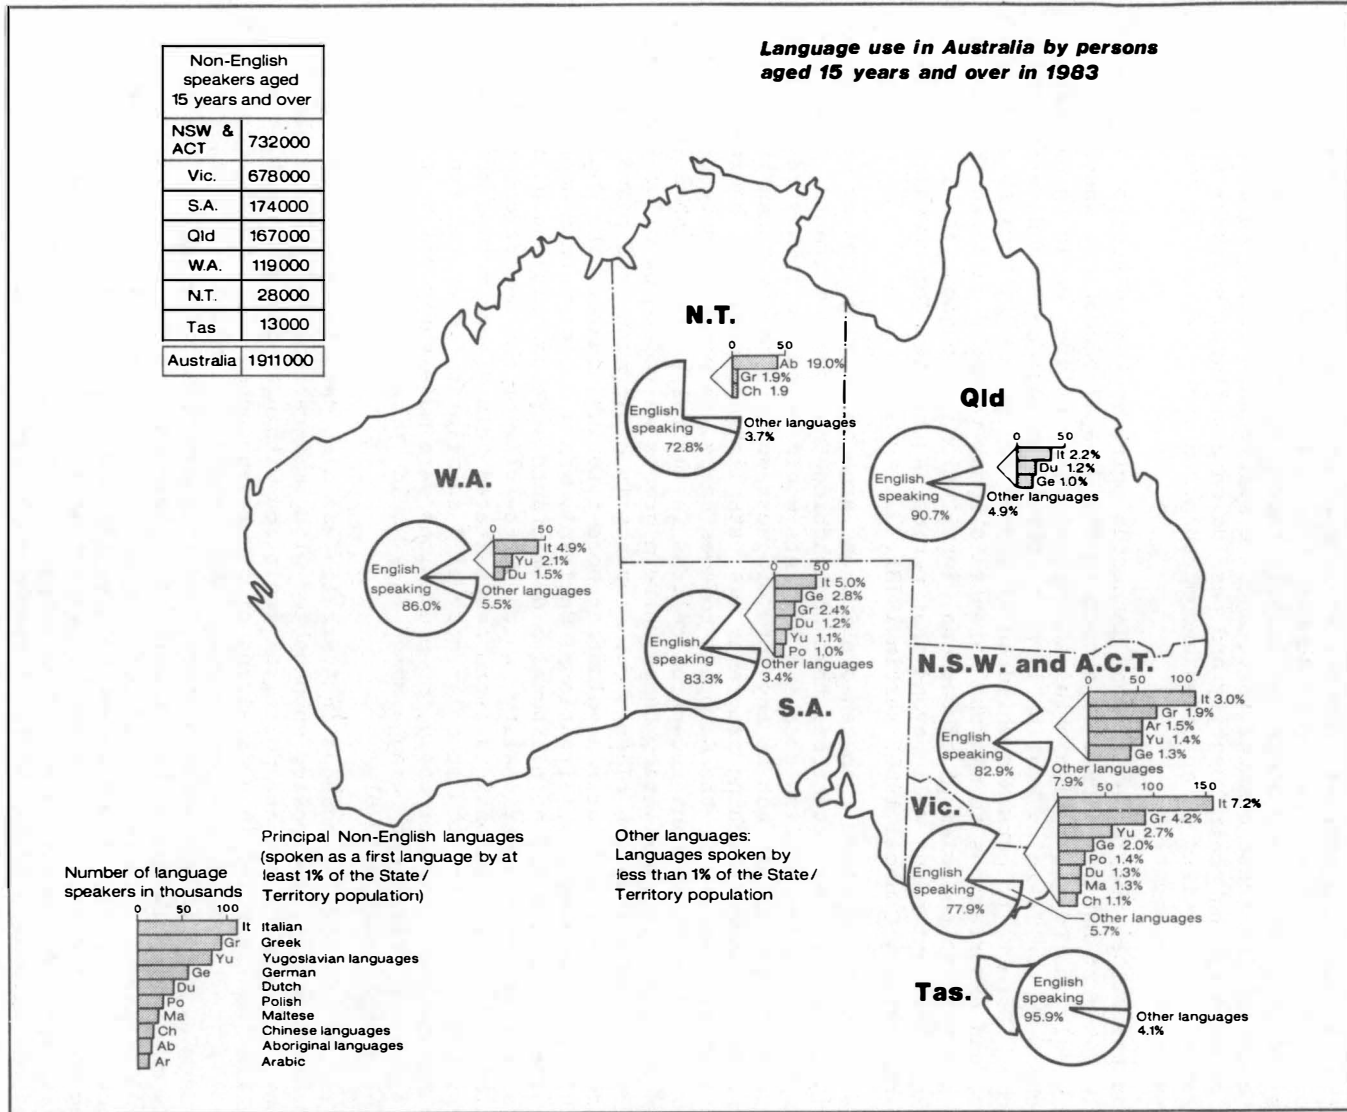 Language use in Australia by persons
aged 15 years and over in 1983
Non-English
speakers aged
15 years and over
NSW & ACT 732000
Vic. 678000
S.A. 174000
Qld 167000
W.A. 119000
N.T. 28000
Tas 13000
Australia 1911000
N.T.
0 50
Ab 19.0%
Gr 1.9%
Ch 1.9
English
speaking
72.8%
Other languages
3.7%
Qld
0 50
It 2.2%
Du 1.2%
Ge 1.0%
English
speaking
90.7%
Other languages
4.9%
W.A.
0 50
It 4.9%
Yu 2.1%
Du 1.5%
English
speaking
86.0%
Other languages
5.5%
0 50
It 5.0%
Ge 2.8%
Gr 2.4%
Du 1.2%
Yu 1.1%
Po 1.0%
English
speaking
83.3%
Other languages
3.4%
S.A.
N.S.W. and A.C.T.
0 50 100
It 3.0%
Gr 1.9%
Ar 1.5%
Yu 1.4%
Ge 1.3%
English
speaking
82.9%
Other languages
7.9%
Vic.
0 50 100 150
It 7.2%
Gr 4.2%
Yu 2.7%
Ge 2.0%
Po 1.4%
Du 1.3%
Ma 1.3%
Ch 1.1%
English
speaking
77.9%
Other languages
5.7%
Tas.
English
speaking
95.9%
Other languages
4.1%
Principal Non-English languages
(spoken as a first language by at
least 1% of the State/
Territory population)
Other languages:
Languages spoken by
less than 1% of the State/
Territory population
Number of language
speakers in thousands
0 50 100
It Italian
Gr Greek
Yu Yugoslavian languages
Ge German
Du Dutch
Po Polish
Ma Maltese
Ch Chinese languages
Ab Aboriginal languages
Ar Arabic